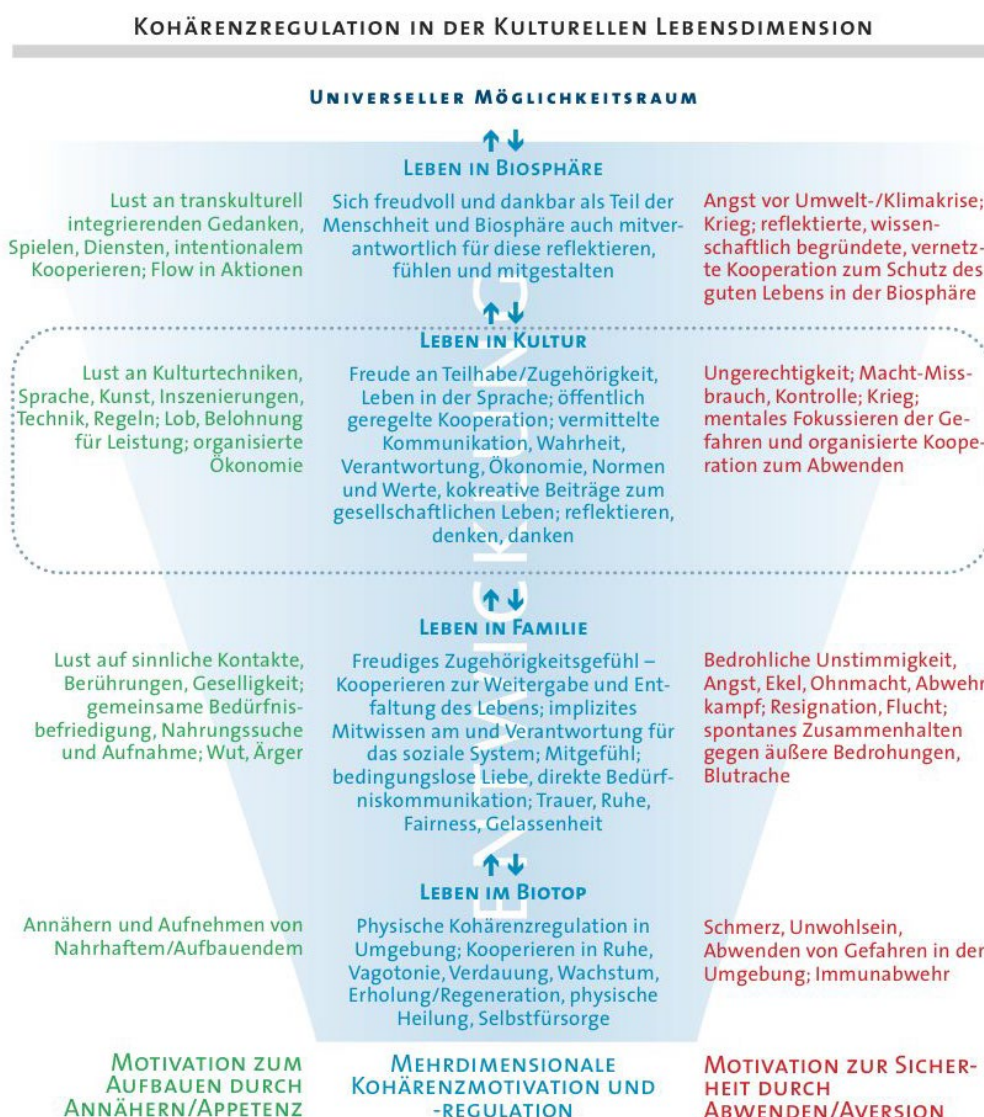 KOHÄRENZREGULATION IN DER KULTURELLEN LEBENSDIMENSION
UNIVERSELLER MÖGLICHKEITSRAUM
LEBEN IN BIOSPHÄRE
Lust an transkulturell
integrierenden Gedanken,
Spielen, Diensten, intentionalem
Kooperieren; Flow in Aktionen
Sich freudvoll und dankbar als Teil der
Menschheit und Biosphäre auch mitver-
antwortlich für diese reflektieren,
fühlen und mitgestalten
Angst vor Umwelt-/Klimakrise;
Krieg; reflektierte, wissen-
schaftlich begründete, vernetz-
te Kooperation zum Schutz des
guten Lebens in der Biosphäre
LEBEN IN KULTUR
Lust an Kulturtechniken,
Sprache, Kunst, Inszenierungen,
Technik, Regeln; Lob, Belohnung
für Leistung; organisierte
Ökonomie
Freude an Teilhabe/Zugehörigkeit,
Leben in der Sprache; öffentlich
geregelte Kooperation; vermittelte
Kommunikation, Wahrheit,
Verantwortung, Ökonomie, Normen
und Werte, kokreative Beiträge zum
gesellschaftlichen Leben; reflektieren,
denken, danken
Ungerechtigkeit; Macht-Miss-
brauch, Kontrolle; Krieg;
mentales Fokussieren der Ge-
fahren und organisierte Koope-
ration zum Abwenden
LEBEN IN FAMILIE
Lust auf sinnliche Kontakte,
Berührungen, Geselligkeit;
gemeinsame Bedürfnis-
befriedigung, Nahrungssuche
und Aufnahme; Wut, Ärger
Freudiges Zugehörigkeitsgefühl –
Kooperieren zur Weitergabe und Ent-
faltung des Lebens; implizites
Mitwissen am und Verantwortung für
das soziale System; Mitgefühl;
bedingungslose Liebe, direkte Bedürf-
niskommunikation; Trauer, Ruhe,
Fairness, Gelassenheit
Bedrohliche Unstimmigkeit,
Angst, Ekel, Ohnmacht, Abwehr
kampf; Resignation, Flucht;
spontanes Zusammenhalten
gegen äußere Bedrohungen,
Blutrache
LEBEN IM BIOTOP
Annähern und Aufnehmen von
Nahrhaftem/Aufbauendem
Physische Kohärenzregulation in
Umgebung; Kooperieren in Ruhe,
Vagotonie, Verdauung, Wachstum,
Erholung/Regeneration, physische
Heilung, Selbstfürsorge
Schmerz, Unwohlsein,
Abwenden von Gefahren in der
Umgebung; Immunabwehr
ENTWICKLUNG
MOTIVATION ZUM
AUFBAUEN DURCH
ANNÄHERN/APPETENZ
MEHRDIMENSIONALE
KOHÄRENZMOTIVATION UND
-REGULATION
MOTIVATION ZUR SICHER-
HEIT DURCH
ABWENDEN/AVERSION